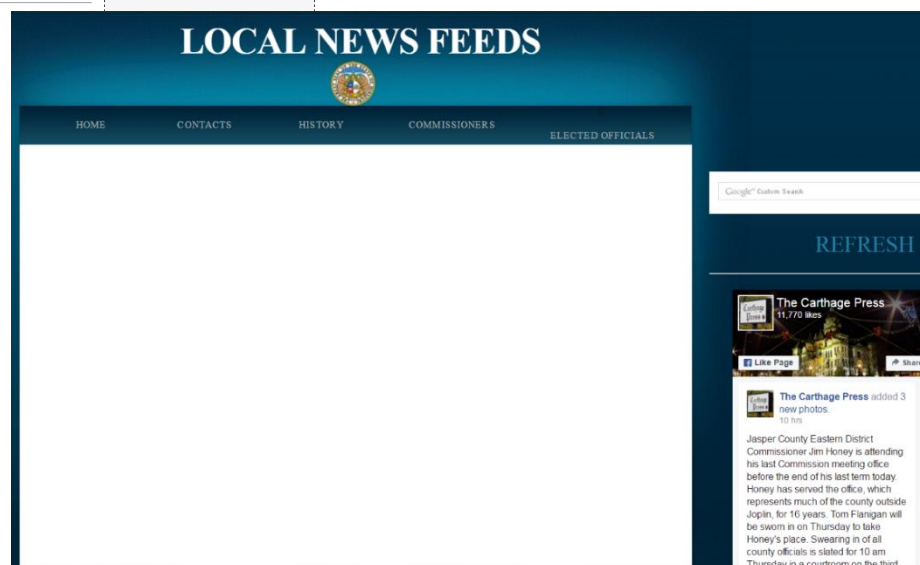 LOCAL NEWS FEEDS
HOME CONTACTS HISTORY COMMISSIONERS ELECTED OFFICIALS
Google™ Custom Search
REFRESH
The Carthage Press
11,770 likes
Like Page
Share
The Carthage Press added 3
new photos.
10 hrs
Jasper County Eastern District
Commissioner Jim Honey is attending
his last Commission meeting office
before the end of his last term today.
Honey has served the office, which
represents much of the county outside
Joplin, for 16 years. Tom Flanigan will
be sworn in on Thursday to take
Honey's place. Swearing in of all
county officials is slated for 10 am
Thursday in a courtroom on the third